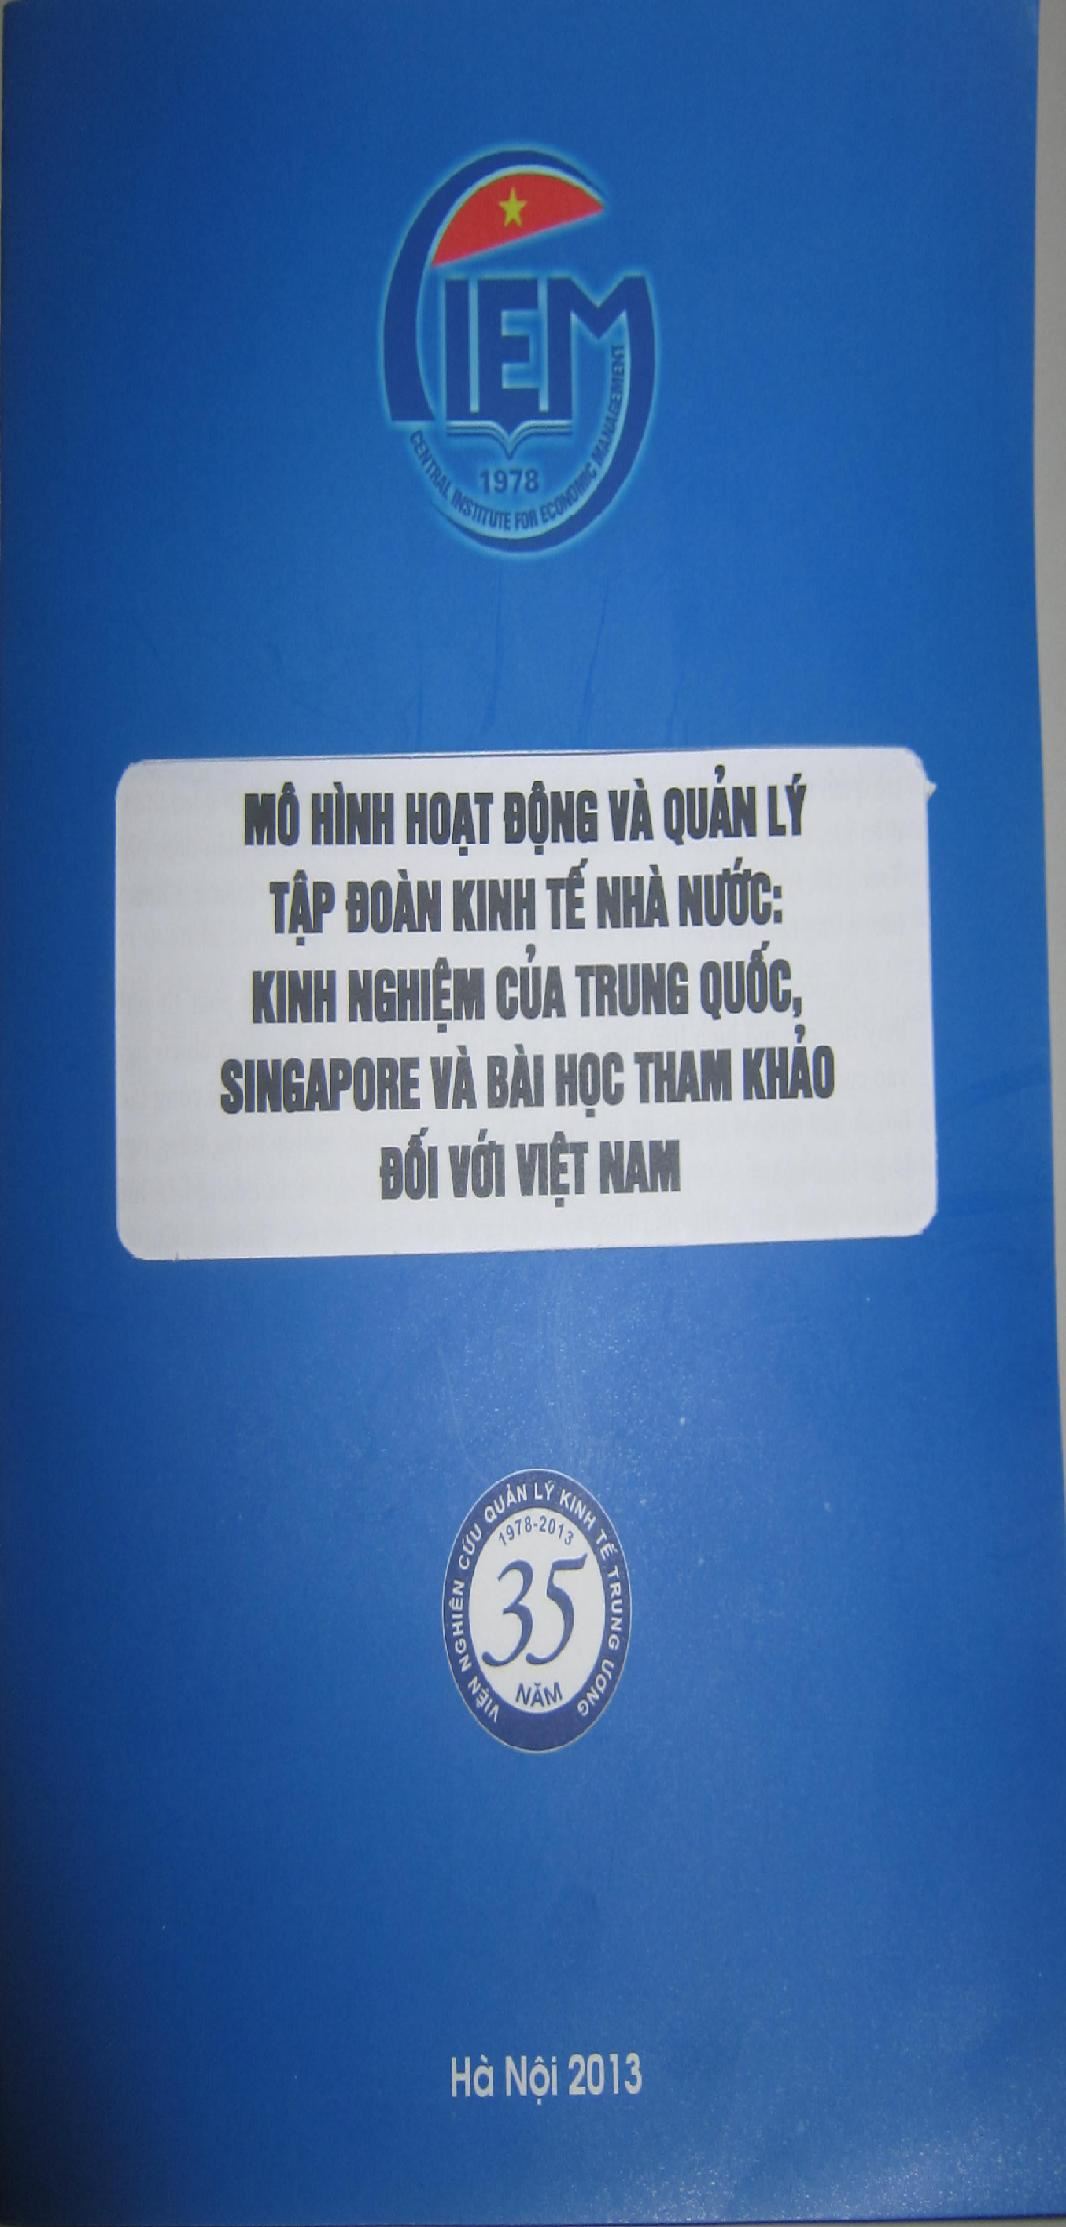 CIEM
1978
CENTRAL INSTITUTE FOR ECONOMIC MANAGEMENT
MÔ HÌNH HOẠT ĐỘNG VÀ QUẢN LÝ
TẬP ĐOÀN KINH TẾ NHÀ NƯỚC:
KINH NGHIỆM CỦA TRUNG QUỐC,
SINGAPORE VÀ BÀI HỌC THAM KHẢO
ĐỐI VỚI VIỆT NAM
VIỆN NGHIÊN CỨU QUẢN LÝ KINH TẾ TRUNG ƯƠNG
1978-2013
35
NĂM
Hà Nội 2013